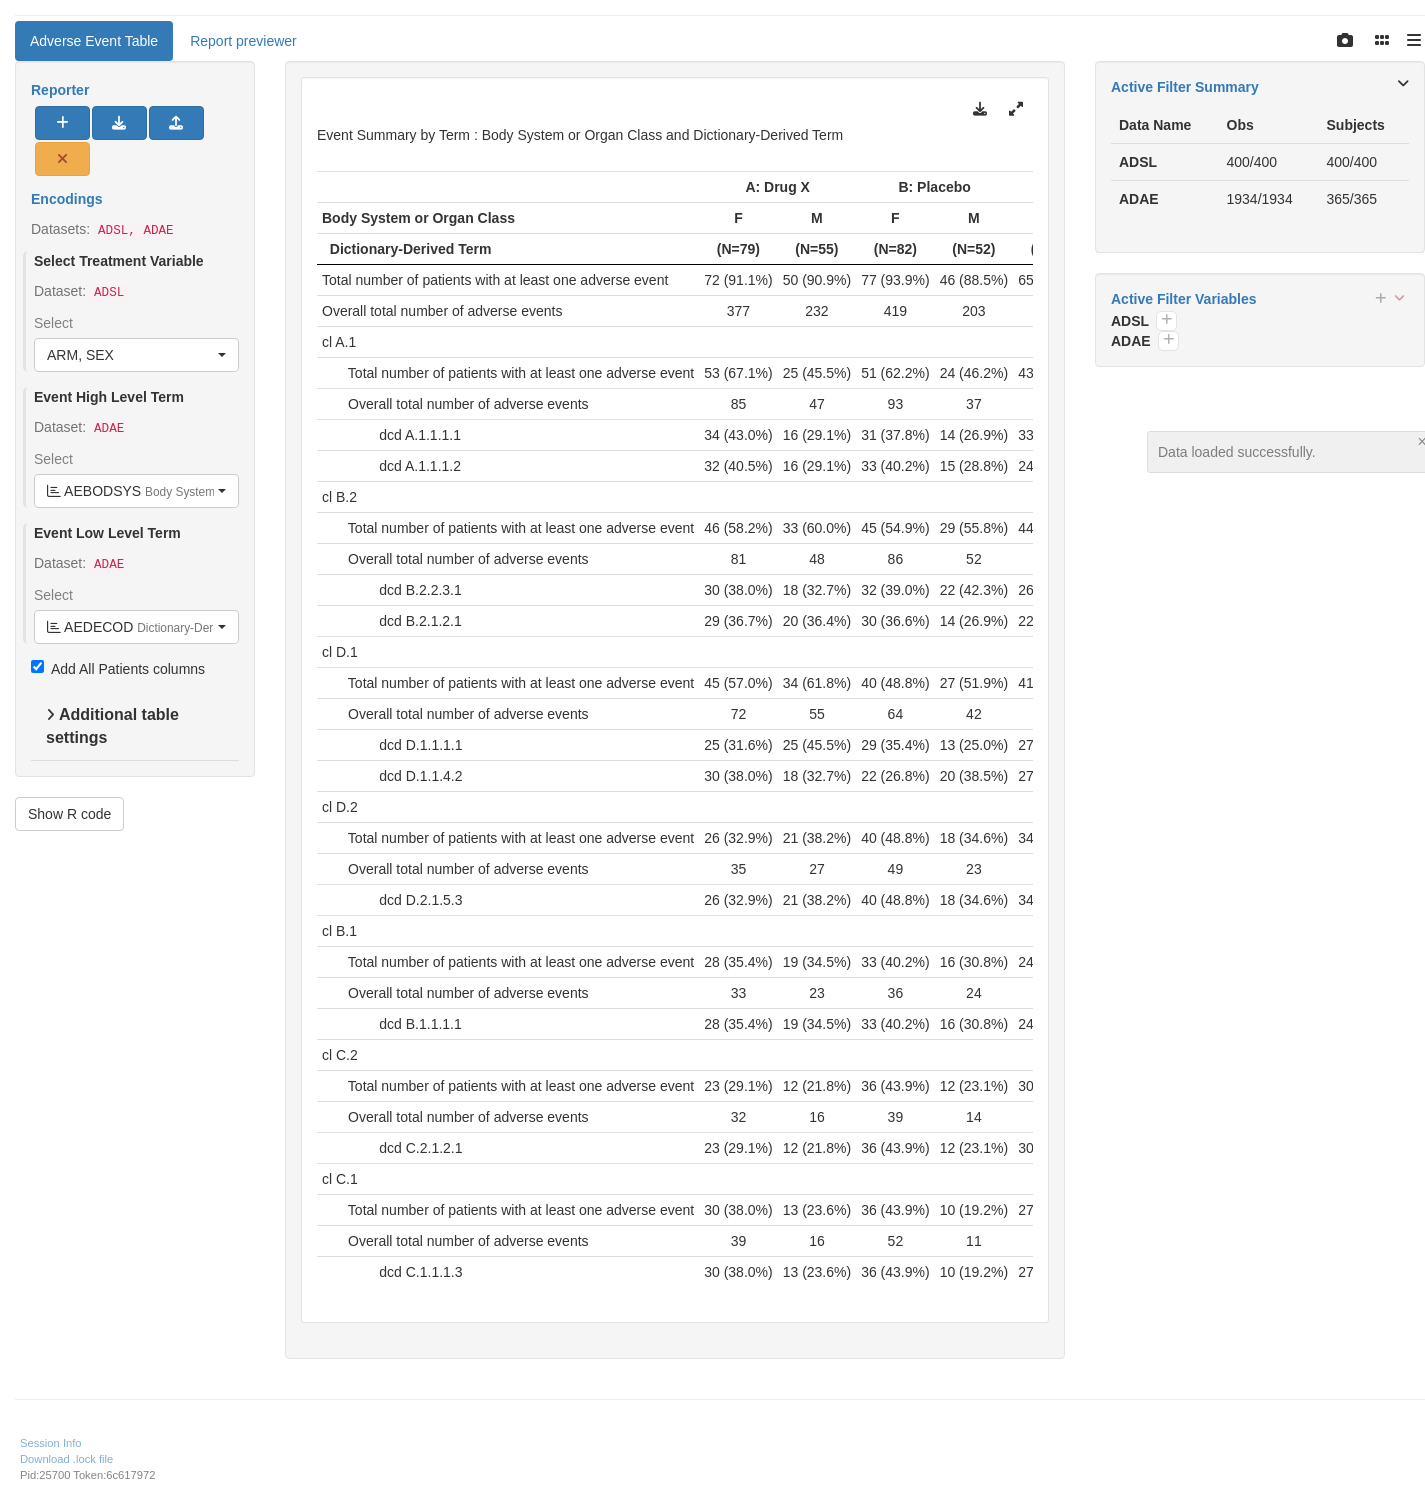 Adverse Event Table
Report previewer
Reporter
Encodings
Datasets: ADSL, ADAE
Select Treatment Variable
Dataset: ADSL
Select
ARM, SEX
Event High Level Term
Dataset: ADAE
Select
AEBODSYS Body System
Event Low Level Term
Dataset: ADAE
Select
AEDECOD Dictionary-Der
Add All Patients columns
Additional table
settings
Show R code
Event Summary by Term : Body System or Organ Class and Dictionary-Derived Term
A: Drug X B: Placebo
Body System or Organ Class F M F M
Dictionary-Derived Term (N=79) (N=55) (N=82) (N=52) (
Total number of patients with at least one adverse event 72 (91.1%) 50 (90.9%) 77 (93.9%) 46 (88.5%) 65
Overall total number of adverse events 377 232 419 203
cl A.1
Total number of patients with at least one adverse event 53 (67.1%) 25 (45.5%) 51 (62.2%) 24 (46.2%) 43
Overall total number of adverse events 85 47 93 37
dcd A.1.1.1.1 34 (43.0%) 16 (29.1%) 31 (37.8%) 14 (26.9%) 33
dcd A.1.1.1.2 32 (40.5%) 16 (29.1%) 33 (40.2%) 15 (28.8%) 24
cl B.2
Total number of patients with at least one adverse event 46 (58.2%) 33 (60.0%) 45 (54.9%) 29 (55.8%) 44
Overall total number of adverse events 81 48 86 52
dcd B.2.2.3.1 30 (38.0%) 18 (32.7%) 32 (39.0%) 22 (42.3%) 26
dcd B.2.1.2.1 29 (36.7%) 20 (36.4%) 30 (36.6%) 14 (26.9%) 22
cl D.1
Total number of patients with at least one adverse event 45 (57.0%) 34 (61.8%) 40 (48.8%) 27 (51.9%) 41
Overall total number of adverse events 72 55 64 42
dcd D.1.1.1.1 25 (31.6%) 25 (45.5%) 29 (35.4%) 13 (25.0%) 27
dcd D.1.1.4.2 30 (38.0%) 18 (32.7%) 22 (26.8%) 20 (38.5%) 27
cl D.2
Total number of patients with at least one adverse event 26 (32.9%) 21 (38.2%) 40 (48.8%) 18 (34.6%) 34
Overall total number of adverse events 35 27 49 23
dcd D.2.1.5.3 26 (32.9%) 21 (38.2%) 40 (48.8%) 18 (34.6%) 34
cl B.1
Total number of patients with at least one adverse event 28 (35.4%) 19 (34.5%) 33 (40.2%) 16 (30.8%) 24
Overall total number of adverse events 33 23 36 24
dcd B.1.1.1.1 28 (35.4%) 19 (34.5%) 33 (40.2%) 16 (30.8%) 24
cl C.2
Total number of patients with at least one adverse event 23 (29.1%) 12 (21.8%) 36 (43.9%) 12 (23.1%) 30
Overall total number of adverse events 32 16 39 14
dcd C.2.1.2.1 23 (29.1%) 12 (21.8%) 36 (43.9%) 12 (23.1%) 30
cl C.1
Total number of patients with at least one adverse event 30 (38.0%) 13 (23.6%) 36 (43.9%) 10 (19.2%) 27
Overall total number of adverse events 39 16 52 11
dcd C.1.1.1.3 30 (38.0%) 13 (23.6%) 36 (43.9%) 10 (19.2%) 27
Active Filter Summary
Data Name Obs Subjects
ADSL 400/400 400/400
ADAE 1934/1934 365/365
Active Filter Variables
ADSL
ADAE
Data loaded successfully.
Session Info
Download .lock file
Pid:25700 Token:6c617972